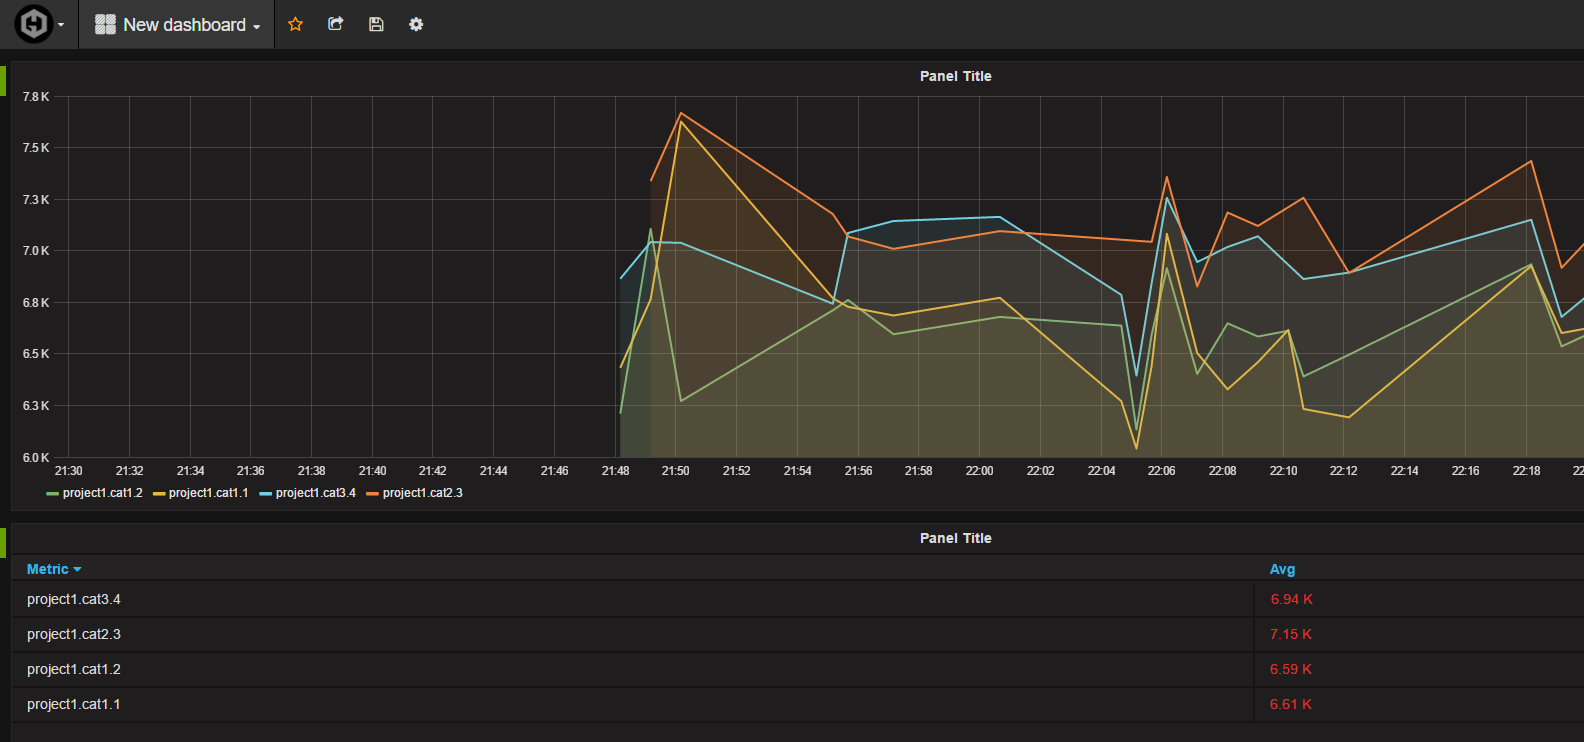 New dashboard
Panel Title
7.8 K
7.5 K
7.3 K
7.0 K
6.8 K
6.5 K
6.3 K
6.0 K
21:30 21:32 21:34 21:36 21:38 21:40 21:42 21:44 21:46 21:48 21:50 21:52 21:54 21:56 21:58 22:00 22:02 22:04 22:06 22:08 22:10 22:12 22:14 22:16 22:18 22
project1.cat1.2 project1.cat1.1 project1.cat3.4 project1.cat2.3
Panel Title
Metric Avg
project1.cat3.4 6.94 K
project1.cat2.3 7.15 K
project1.cat1.2 6.59 K
project1.cat1.1 6.61 K